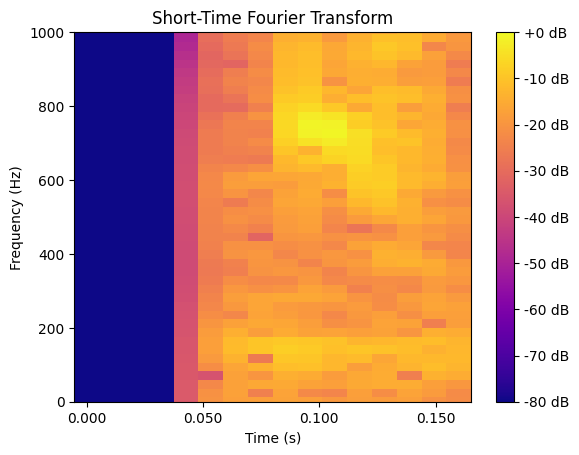 Short-Time Fourier Transform
Frequency (Hz)
1000
800
600
400
200
0
0.000
0.050
0.100
0.150
Time (s)
+0 dB
-10 dB
-20 dB
-30 dB
-40 dB
-50 dB
-60 dB
-70 dB
-80 dB